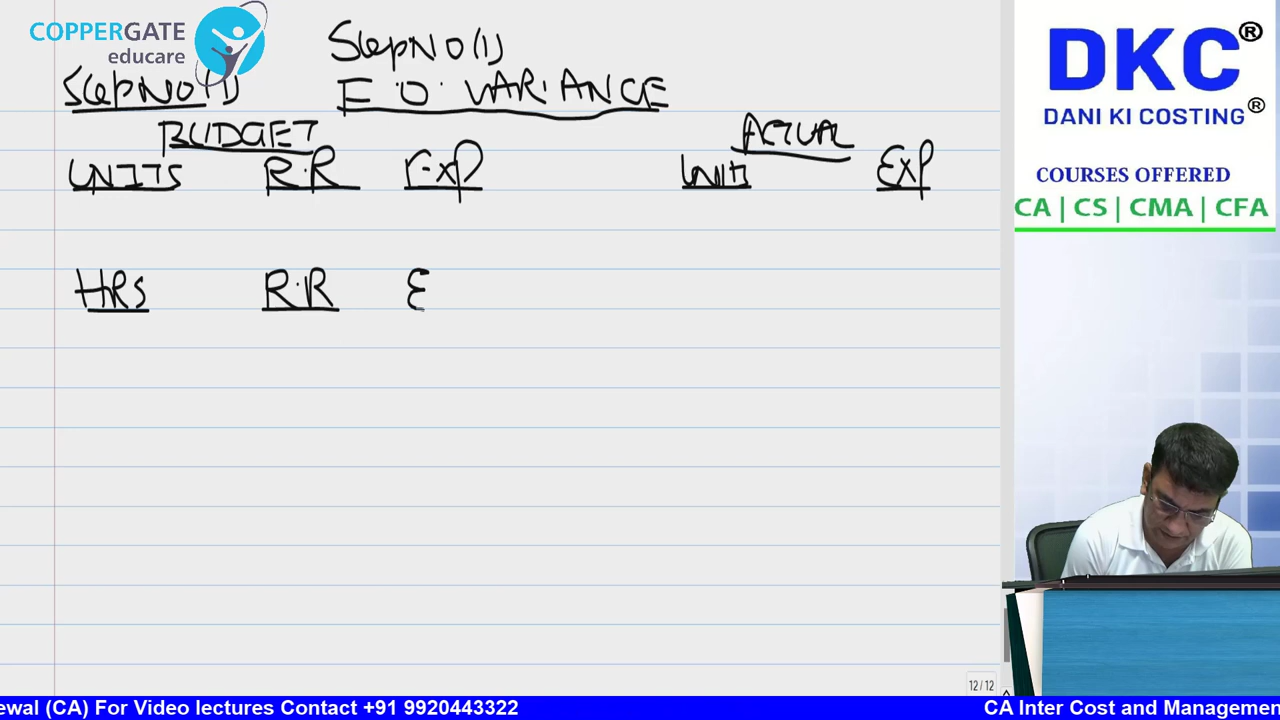 COPPERGATE
educare
Step NO (1)
Step NO (1) F.O. VARIANCE
BUDGET ACTUAL
UNITS R.R EXP Units EXP
HRS R.R E
DKC®
DANI KI COSTING®
COURSES OFFERED
CA | CS | CMA | CFA
12/12
ewal (CA) For Video lectures Contact +91 9920443322
CA Inter Cost and Managemen